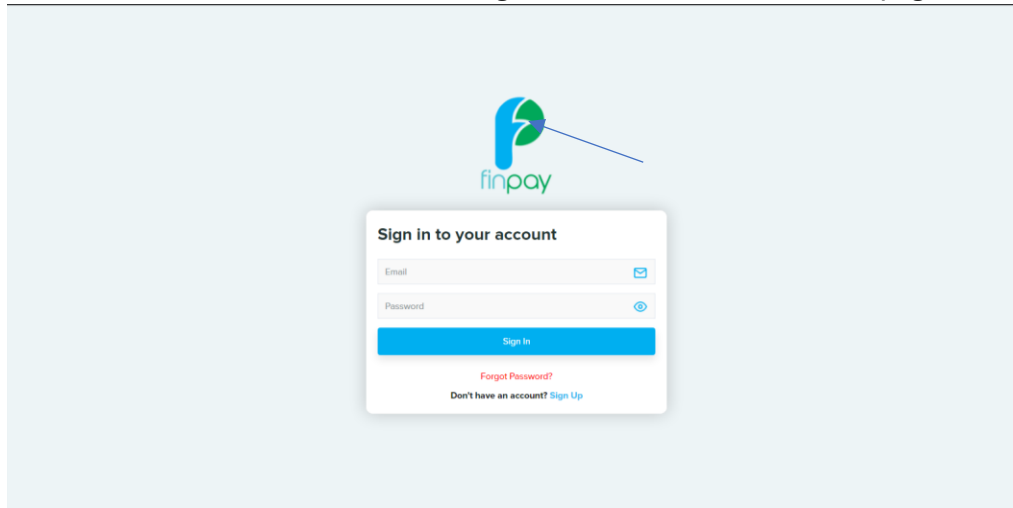 finpay
Sign in to your account
Email
Password
Sign In
Forgot Password?
Don't have an account? Sign Up